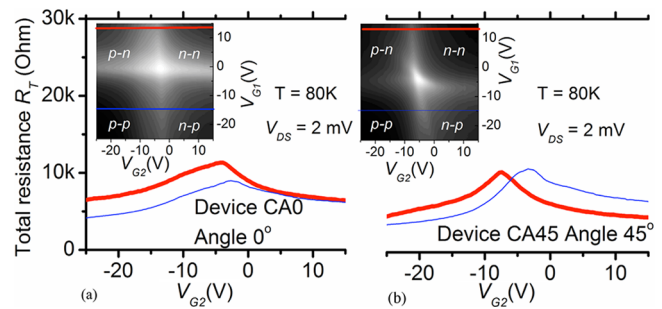 Total resistance R_T (Ohm)
30k
20k
10k
0
-20
-10
0
10
V_G2(V)
(a)
p-n
n-n
p-p
n-p
10
0
-10
-20
V_G1(V)
-20
-10
0
10
V_G2(V)
T = 80K
V_DS = 2 mV
Device CA0
Angle 0°
-20
-10
0
10
V_G2(V)
(b)
p-n
n-n
p-p
n-p
10
0
-10
-20
V_G1(V)
-20
-10
0
10
V_G2(V)
T = 80K
V_DS = 2 mV
Device CA45 Angle 45°